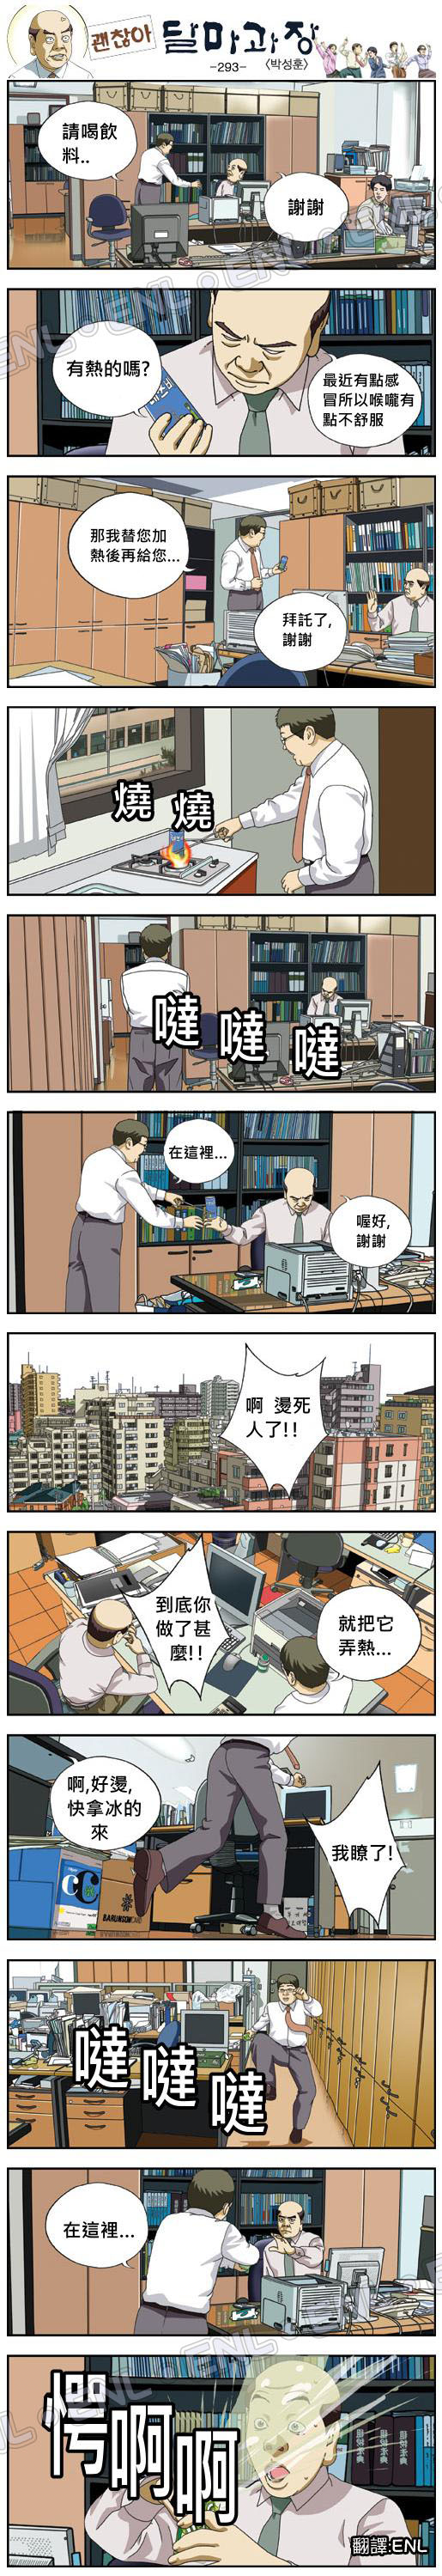 괜찮아
달마과장
-293-
〈박성훈〉
請喝飲
料..
謝謝
有熱的嗎?
最近有點感
冒所以喉嚨有
點不舒服
那我替您加
熱後再給您...
拜託了,
謝謝
燒 燒
噠 噠 噠
在這裡...
喔好,
謝謝
啊 燙死
人了!!
到底你
做了甚
麼!!
就把它
弄熱...
啊,好燙,
快拿冰的
來
我瞭了!
CC
BARUNSON
噠 噠 噠
在這裡...
愕啊啊
翻譯:ENL